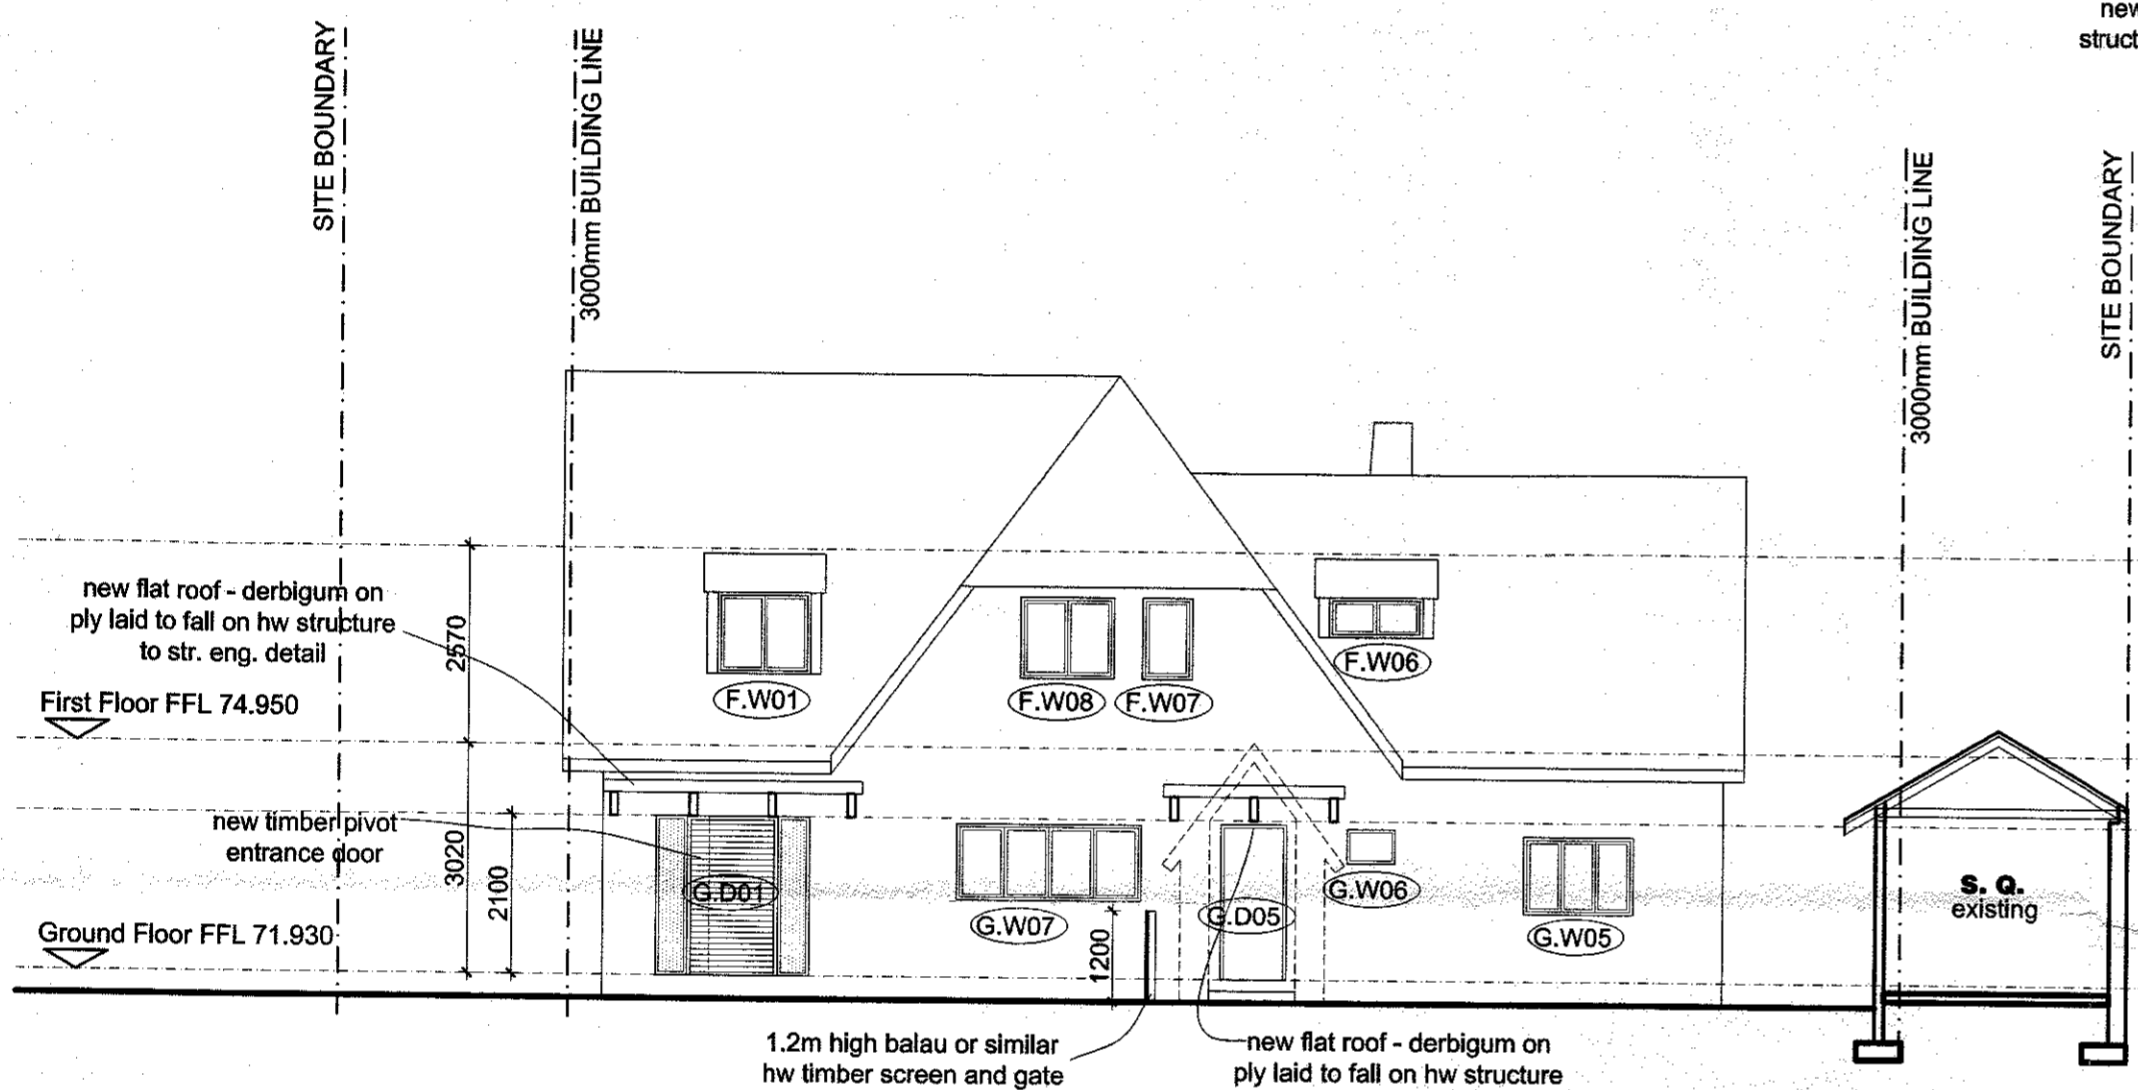 new
struct
SITE BOUNDARY
3000mm BUILDING LINE
3000mm BUILDING LINE
SITE BOUNDARY
new flat roof - derbigum on
ply laid to fall on hw structure
to str. eng. detail
2570
First Floor FFL 74.950
F.W01
F.W08
F.W07
F.W06
new timber pivot
entrance door
3020
2100
G.D01
G.W07
1200
G.D05
G.W06
G.W05
S. Q.
existing
Ground Floor FFL 71.930
1.2m high balau or similar
hw timber screen and gate
new flat roof - derbigum on
ply laid to fall on hw structure